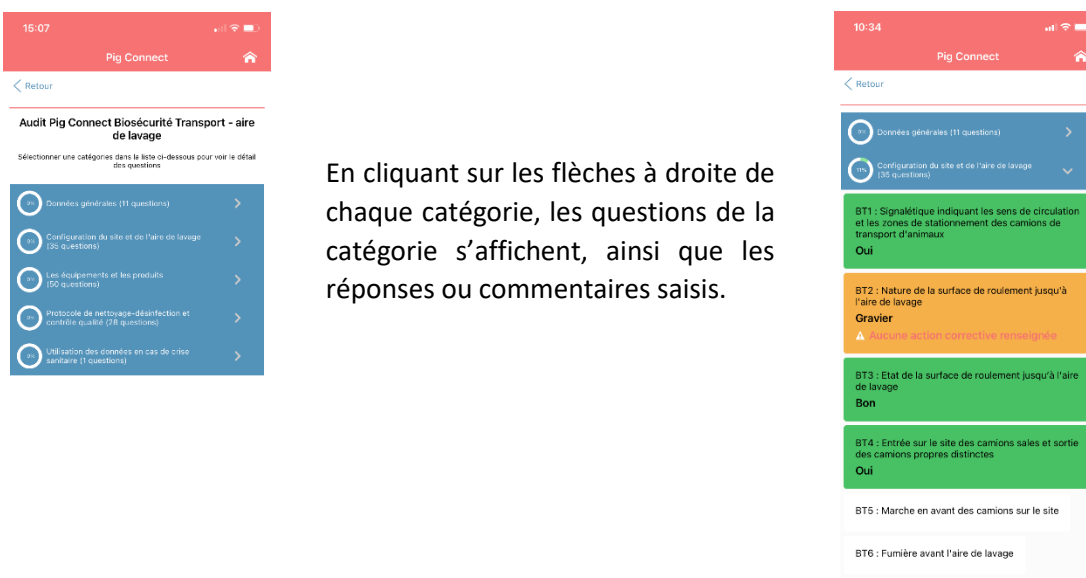 15:07
Pig Connect
Retour
Audit Pig Connect Biosécurité Transport - aire
de lavage
Sélectionner une catégories dans la liste ci-dessous pour voir le détail
des questions
0% Données générales (11 questions)
0% Configuration du site et de l'aire de lavage
(35 questions)
0% Les équipements et les produits
(50 questions)
0% Protocole de nettoyage-désinfection et
contrôle qualité (28 questions)
0% Utilisation des données en cas de crise
sanitaire (1 questions)
En cliquant sur les flèches à droite de
chaque catégorie, les questions de la
catégorie s'affichent, ainsi que les
réponses ou commentaires saisis.
10:34
Pig Connect
Retour
0% Données générales (11 questions)
11% Configuration du site et de l'aire de lavage
(35 questions)
BT1 : Signalétique indiquant les sens de circulation
et les zones de stationnement des camions de
transport d'animaux
Oui
BT2 : Nature de la surface de roulement jusqu'à
l'aire de lavage
Gravier
Aucune action corrective renseignée
BT3 : Etat de la surface de roulement jusqu'à l'aire
de lavage
Bon
BT4 : Entrée sur le site des camions sales et sortie
des camions propres distinctes
Oui
BT5 : Marche en avant des camions sur le site
BT6 : Fumière avant l'aire de lavage